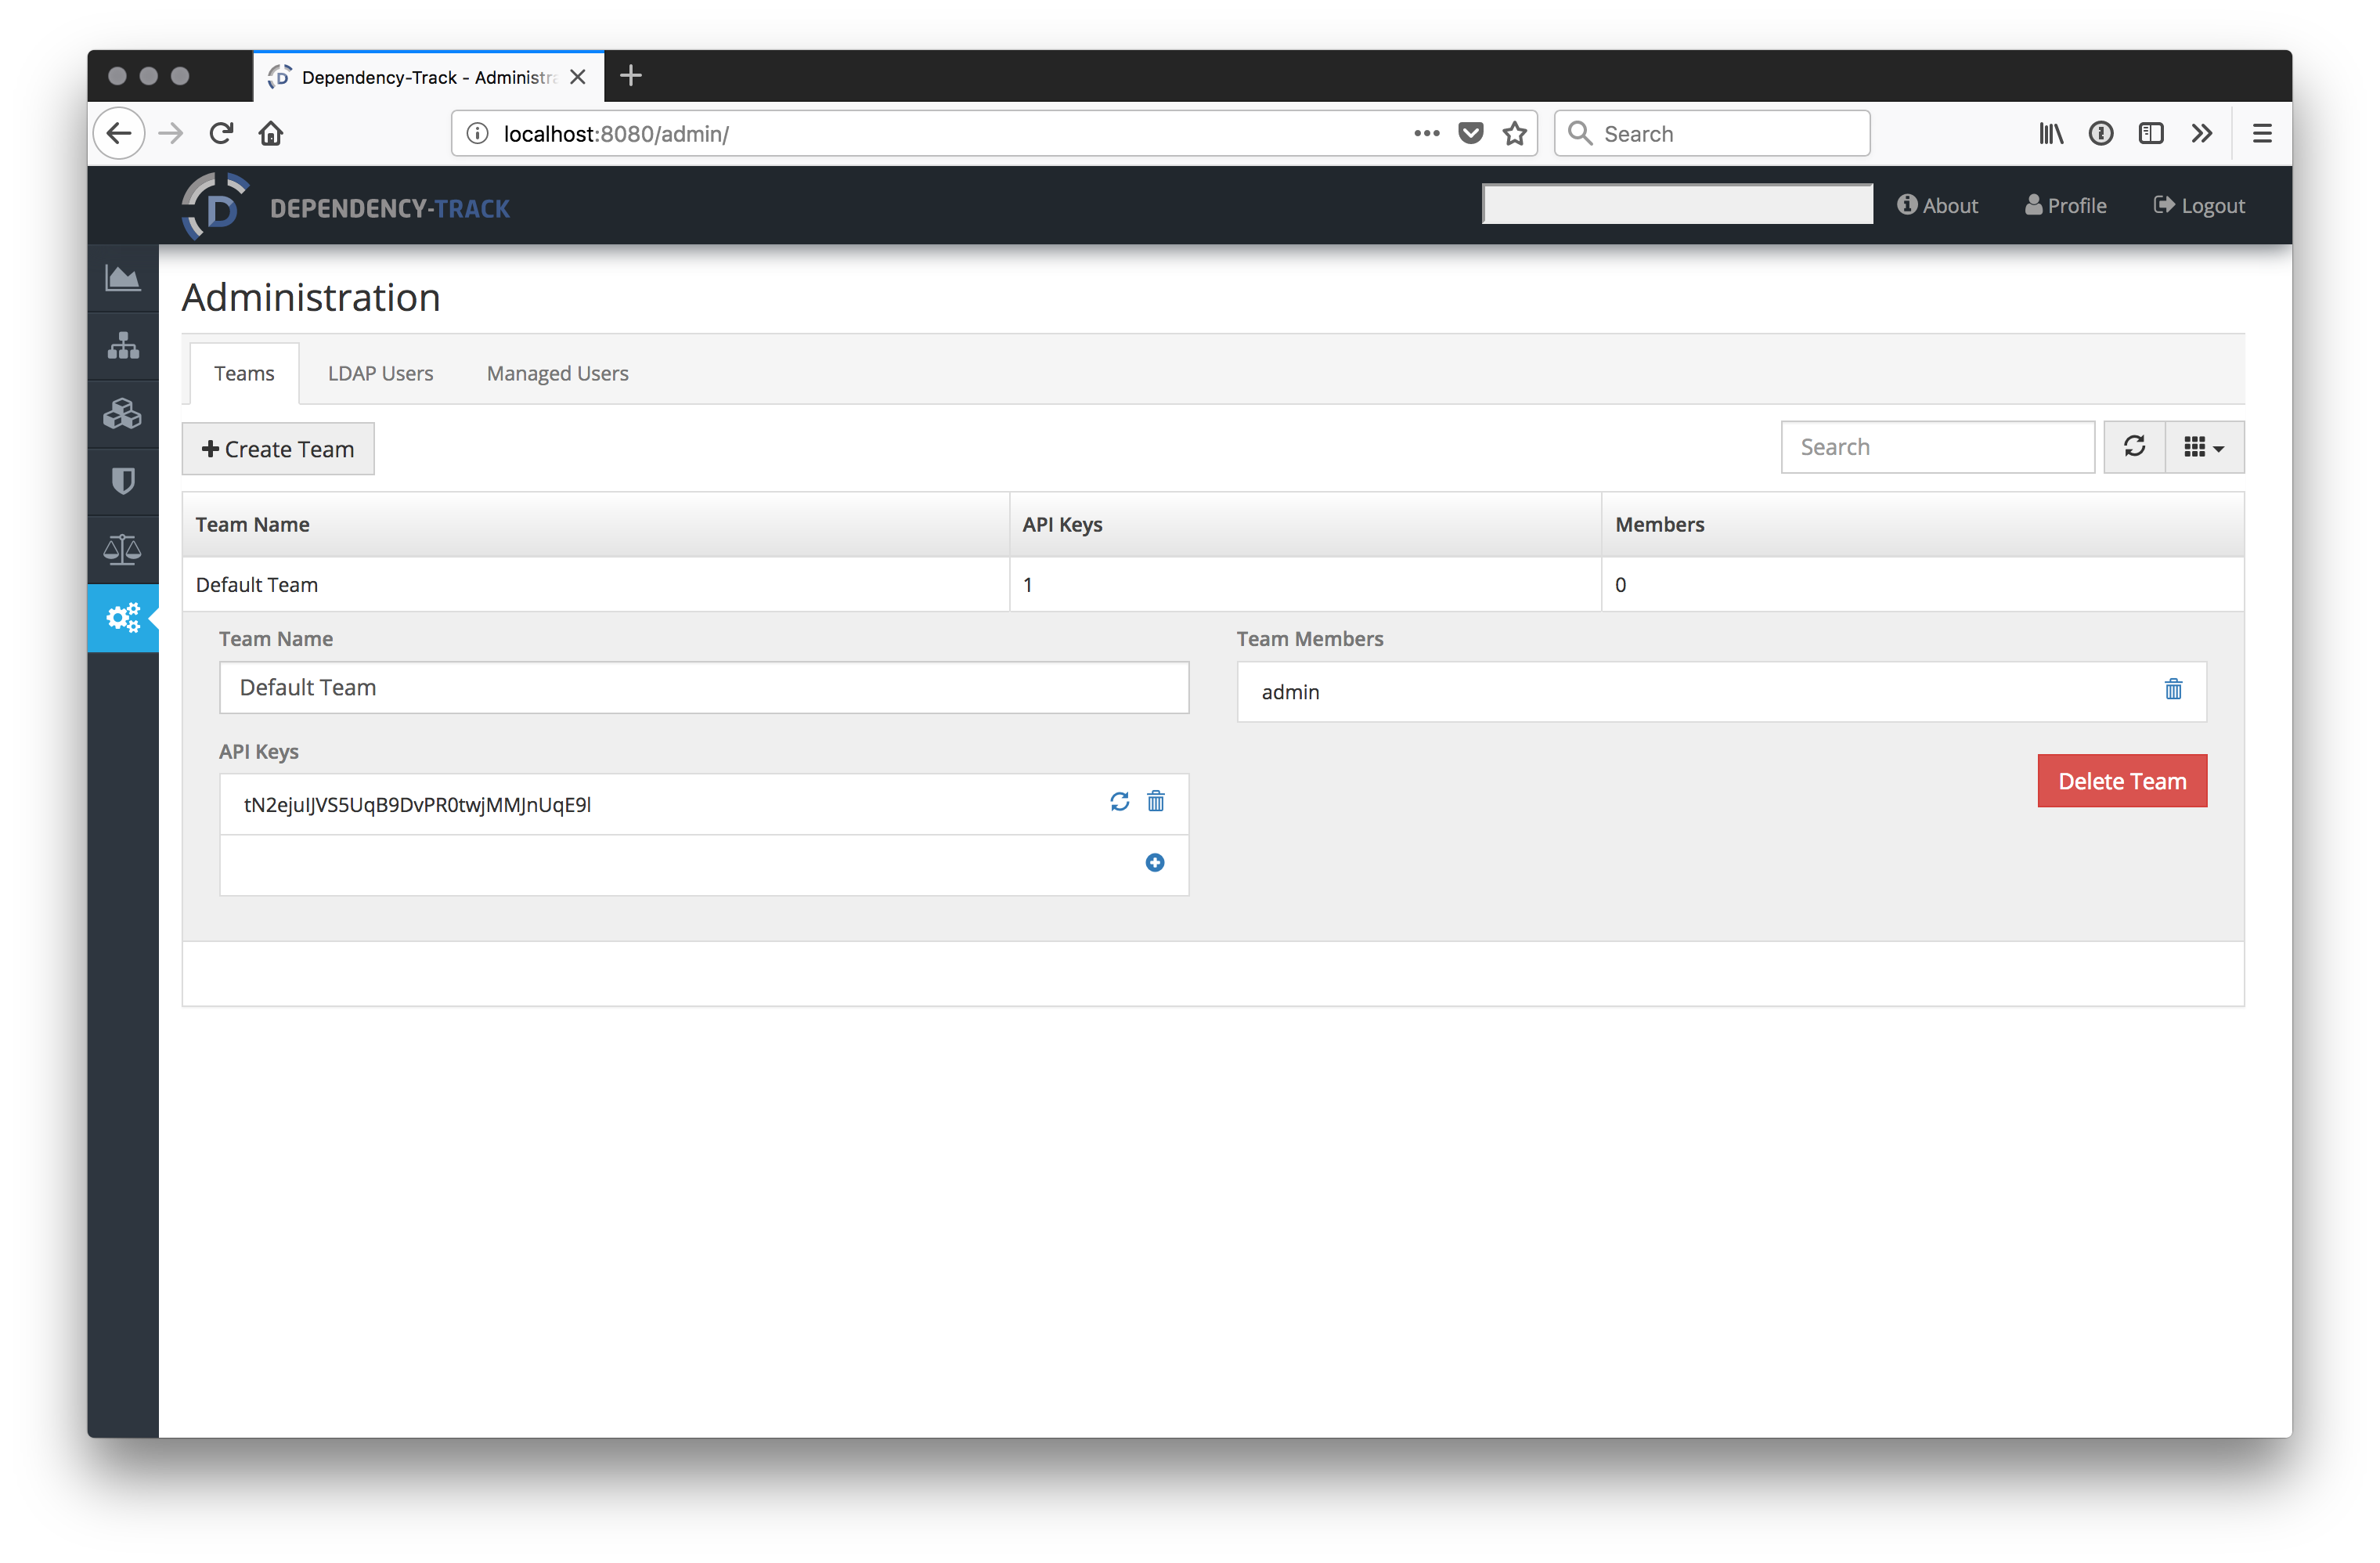 Dependency-Track - Administra
localhost:8080/admin/
Search
DEPENDENCY-TRACK
About
Profile
Logout
Administration
Teams
LDAP Users
Managed Users
Create Team
Search
Team Name
API Keys
Members
Default Team
1
0
Team Name
Team Members
Default Team
admin
API Keys
Delete Team
tN2ejuIJVS5UqB9DvPR0twjMMJnUqE9l